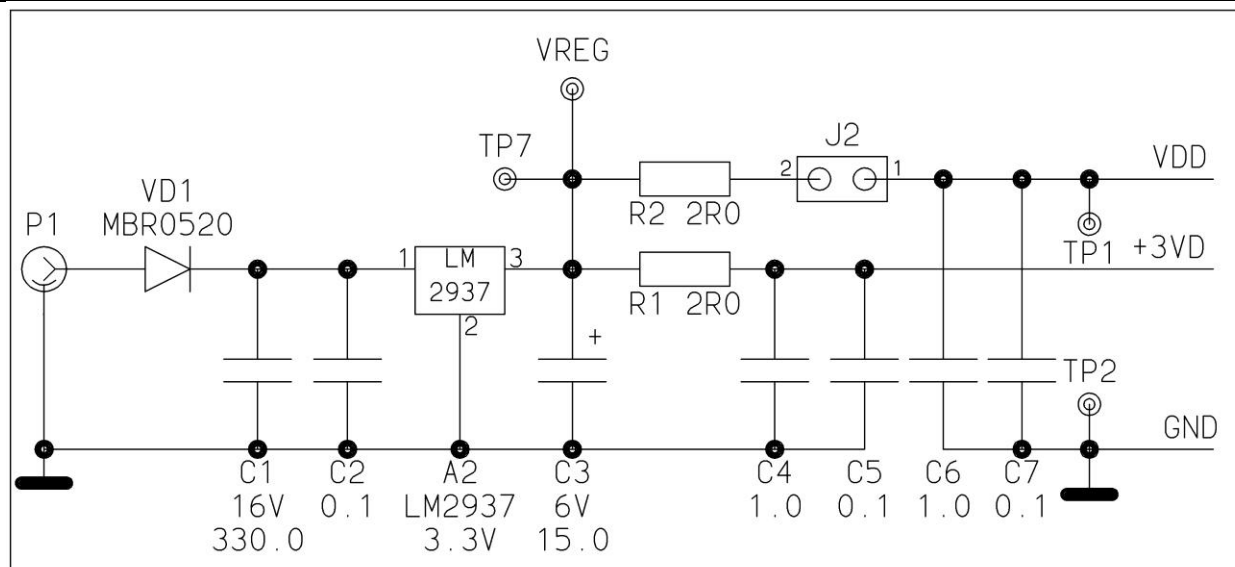 VREG
TP7
J2
2
1
VDD
R2 2R0
VD1
MBR0520
P1
TP1
+3VD
1
LM
2937
3
2
R1 2R0
+
TP2
GND
C1
16V
330.0
C2
0.1
A2
LM2937
3.3V
C3
6V
15.0
C4
1.0
C5
0.1
C6
1.0
C7
0.1